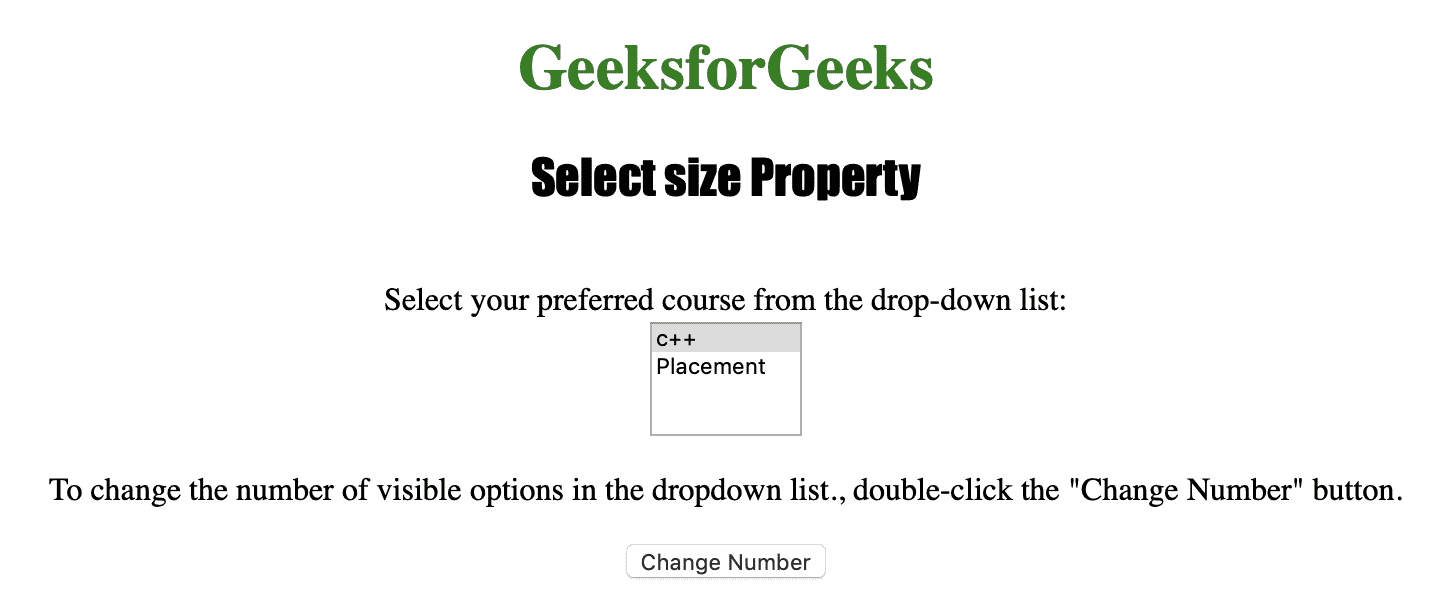 GeeksforGeeks
Select size Property
Select your preferred course from the drop-down list:
c++
Placement
To change the number of visible options in the dropdown list., double-click the "Change Number" button.
Change Number